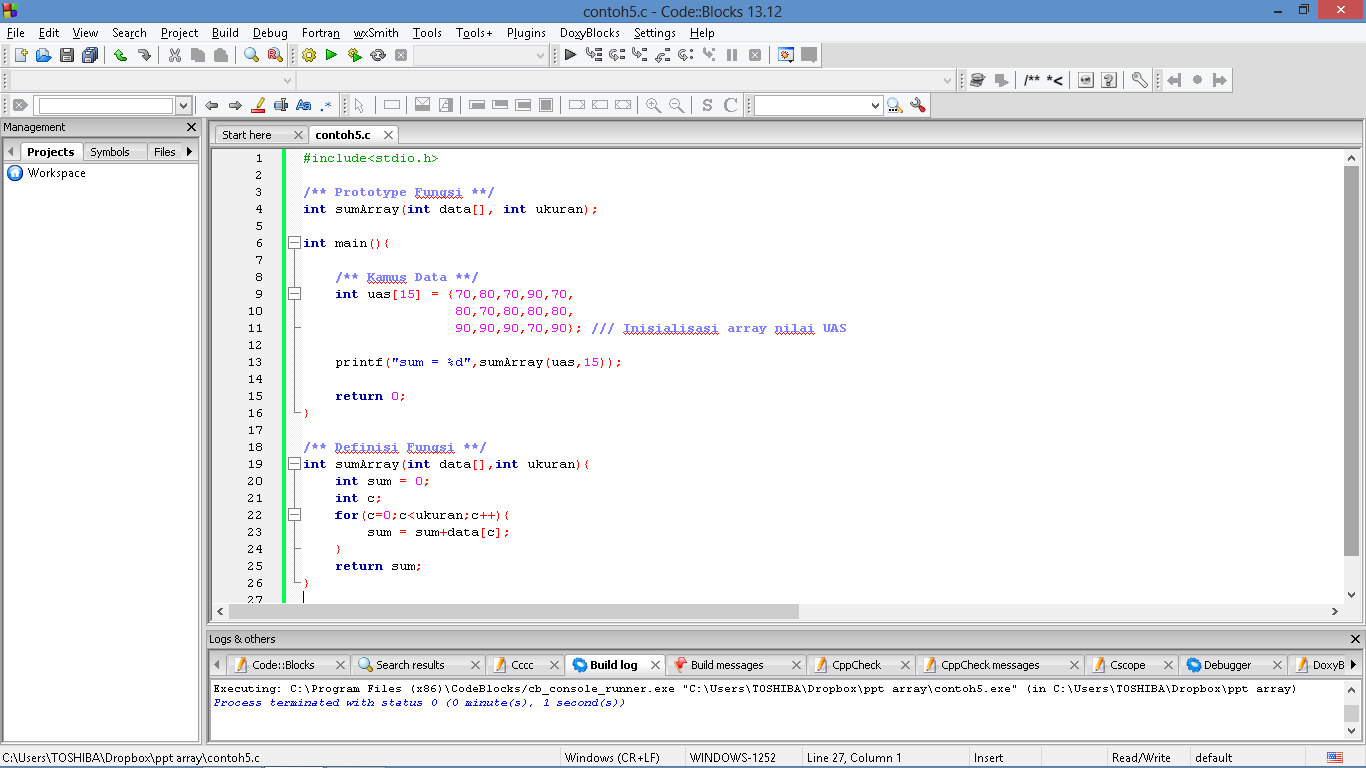 contoh5.c - Code::Blocks 13.12
File Edit View Search Project Build Debug Fortran wxSmith Tools Tools+ Plugins DoxyBlocks Settings Help
/** *<
Aa .* S C
Management
Projects Symbols Files
Workspace
Start here contoh5.c
1 #include<stdio.h>
2
3 /** Prototype Fungsi **/
4 int sumArray(int data[], int ukuran);
5
6 int main(){
7
8 /** Kamus Data **/
9 int uas[15] = {70,80,70,90,70,
10 80,70,80,80,80,
11 90,90,90,70,90}; /// Inisialisasi array nilai UAS
12
13 printf("sum = %d",sumArray(uas,15));
14
15 return 0;
16 }
17
18 /** Definisi Fungsi **/
19 int sumArray(int data[],int ukuran){
20 int sum = 0;
21 int c;
22 for(c=0;c<ukuran;c++){
23 sum = sum+data[c];
24 }
25 return sum;
26 }
27
Logs & others
Code::Blocks Search results Cccc Build log Build messages CppCheck CppCheck messages Cscope Debugger DoxyB
Executing: C:\Program Files (x86)\CodeBlocks/cb_console_runner.exe "C:\Users\TOSHIBA\Dropbox\ppt array\contoh5.exe" (in C:\Users\TOSHIBA\Dropbox\ppt array)
Process terminated with status 0 (0 minute(s), 1 second(s))
C:\Users\TOSHIBA\Dropbox\ppt array\contoh5.c Windows (CR+LF) WINDOWS-1252 Line 27, Column 1 Insert Read/Write default